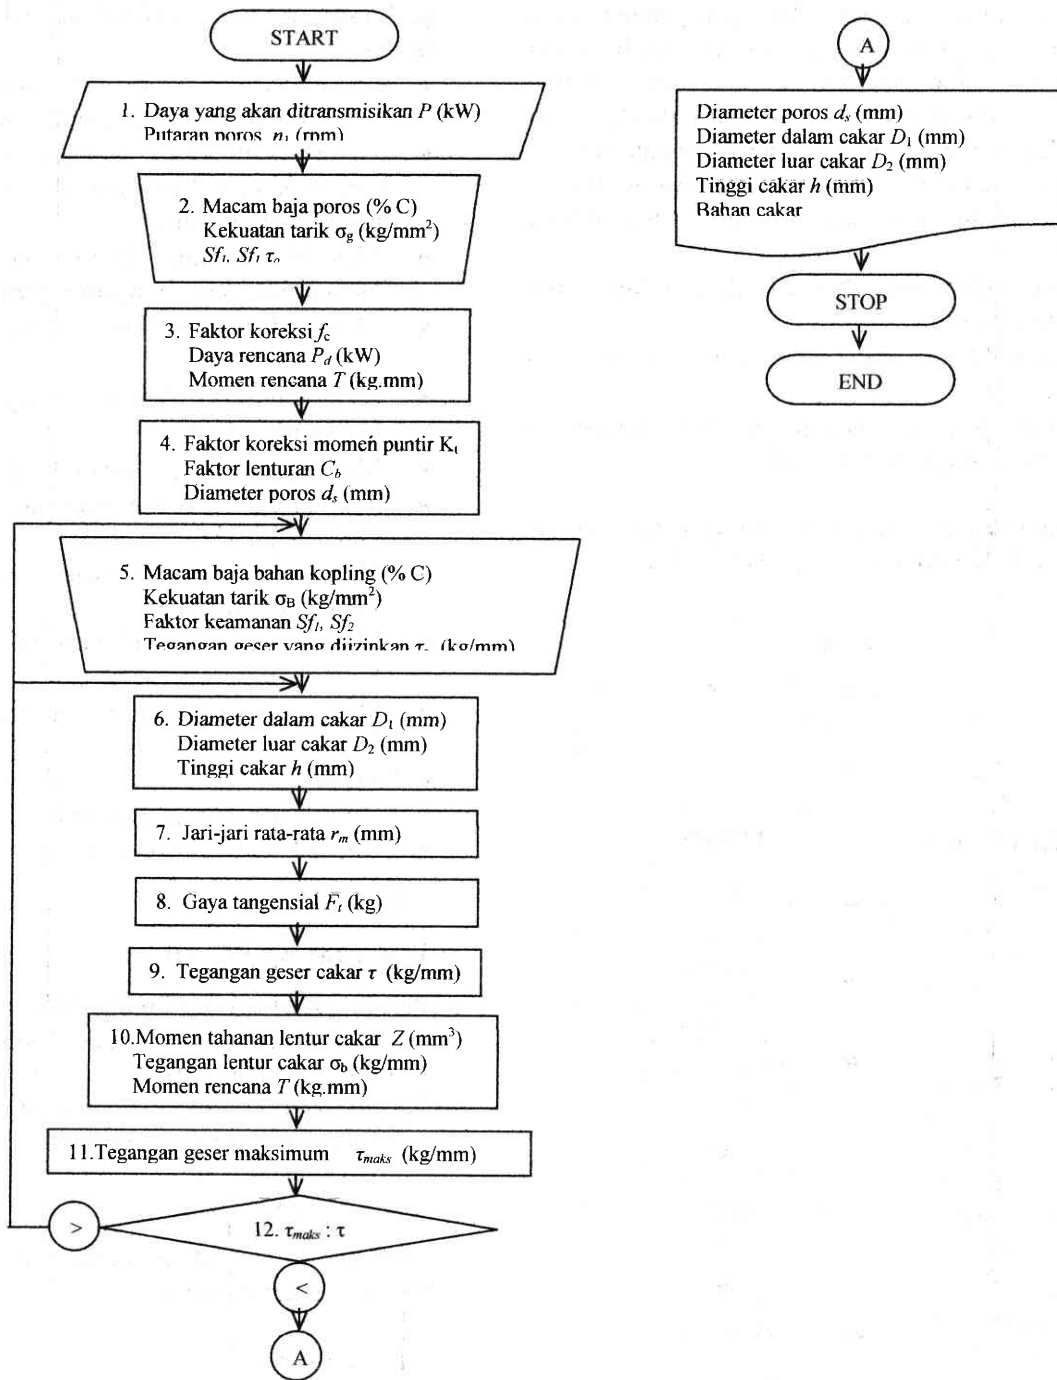 START
1. Daya yang akan ditransmisikan P (kW)
Putaran poros n₁ (rpm)
2. Macam baja poros (% C)
Kekuatan tarik σg (kg/mm²)
Sf₁, Sf₁ τₐ
3. Faktor koreksi fc
Daya rencana Pd (kW)
Momen rencana T (kg.mm)
4. Faktor koreksi momen puntir Kt
Faktor lenturan Cb
Diameter poros ds (mm)
5. Macam baja bahan kopling (% C)
Kekuatan tarik σB (kg/mm²)
Faktor keamanan Sf₁, Sf₂
Tegangan geser yang diizinkan τₐ (kg/mm)
6. Diameter dalam cakar D₁ (mm)
Diameter luar cakar D₂ (mm)
Tinggi cakar h (mm)
7. Jari-jari rata-rata rm (mm)
8. Gaya tangensial Ft (kg)
9. Tegangan geser cakar τ (kg/mm)
10.Momen tahanan lentur cakar Z (mm³)
Tegangan lentur cakar σb (kg/mm)
Momen rencana T (kg.mm)
11.Tegangan geser maksimum τmaks (kg/mm)
>
12. τmaks : τ
<
A
A
Diameter poros ds (mm)
Diameter dalam cakar D₁ (mm)
Diameter luar cakar D₂ (mm)
Tinggi cakar h (mm)
Bahan cakar
STOP
END